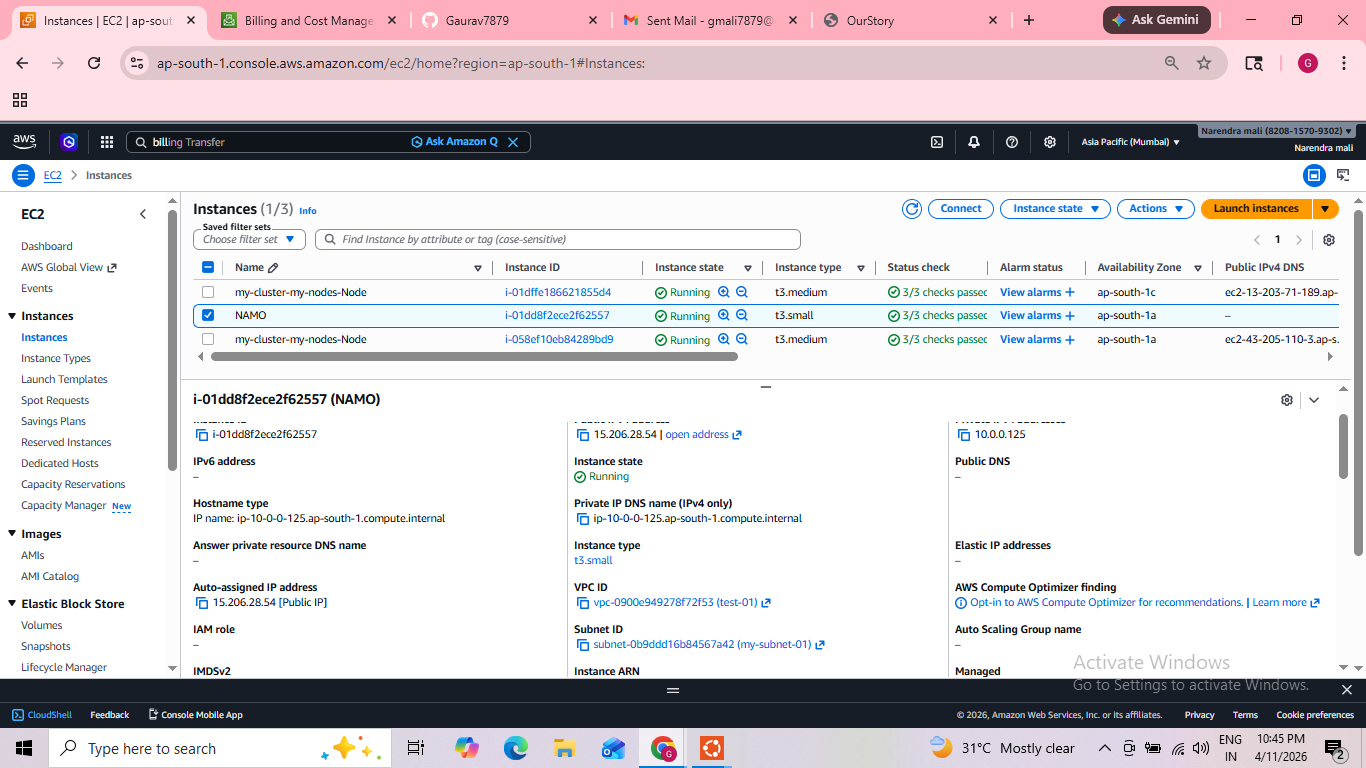 Instances | EC2 | ap-sout
Billing and Cost Manage
Gaurav7879
Sent Mail - gmali7879@
OurStory
Ask Gemini
ap-south-1.console.aws.amazon.com/ec2/home?region=ap-south-1#Instances:
G
aws
billing Transfer
Ask Amazon Q
Asia Pacific (Mumbai)
Narendra mali (8208-1570-9302)
Narendra mali
EC2 > Instances
EC2
Dashboard
AWS Global View
Events
Instances
Instances
Instance Types
Launch Templates
Spot Requests
Savings Plans
Reserved Instances
Dedicated Hosts
Capacity Reservations
Capacity Manager New
Images
AMIs
AMI Catalog
Elastic Block Store
Volumes
Snapshots
Lifecycle Manager
Instances (1/3) Info
Connect
Instance state
Actions
Launch instances
Saved filter sets
Choose filter set
Find Instance by attribute or tag (case-sensitive)
1
Name Instance ID Instance state Instance type Status check Alarm status Availability Zone Public IPv4 DNS
my-cluster-my-nodes-Node i-01dffe186621855d4 Running t3.medium 3/3 checks passed View alarms + ap-south-1c ec2-13-203-71-189.ap-
NAMO i-01dd8f2ece2f62557 Running t3.small 3/3 checks passed View alarms + ap-south-1a –
my-cluster-my-nodes-Node i-058ef10eb84289bd9 Running t3.medium 3/3 checks passed View alarms + ap-south-1a ec2-43-205-110-3.ap-s.
i-01dd8f2ece2f62557 (NAMO)
i-01dd8f2ece2f62557
15.206.28.54 | open address
10.0.0.125
IPv6 address
–
Instance state
Running
Public DNS
–
Hostname type
IP name: ip-10-0-0-125.ap-south-1.compute.internal
Private IP DNS name (IPv4 only)
ip-10-0-0-125.ap-south-1.compute.internal
Answer private resource DNS name
–
Instance type
t3.small
Elastic IP addresses
–
Auto-assigned IP address
15.206.28.54 [Public IP]
VPC ID
vpc-0900e949278f72f53 (test-01)
AWS Compute Optimizer finding
Opt-in to AWS Compute Optimizer for recommendations. | Learn more
IAM role
–
Subnet ID
subnet-0b9ddd16b84567a42 (my-subnet-01)
Auto Scaling Group name
–
IMDSv2
Instance ARN
Managed
Activate Windows
Go to Settings to activate Windows.
CloudShell
Feedback
Console Mobile App
© 2026, Amazon Web Services, Inc. or its affiliates.
Privacy
Terms
Cookie preferences
Type here to search
31°C Mostly clear
ENG
IN
10:45 PM
4/11/2026
2